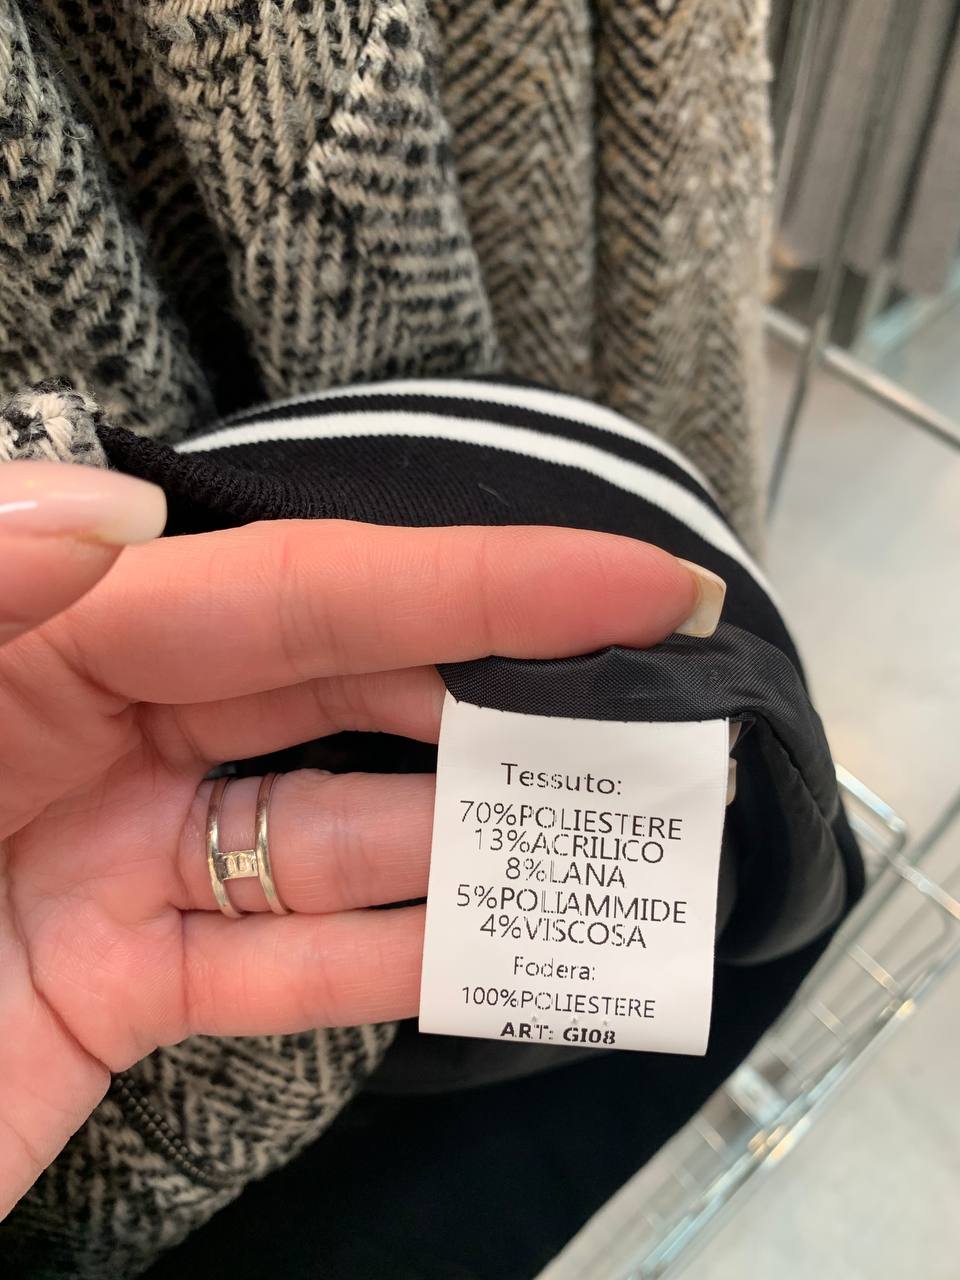 Tessuto:
70%POLIESTERE
13%ACRILICO
8%LANA
5%POLIAMMIDE
4%VISCOSA
Fodera:
100%POLIESTERE
ART: GI08